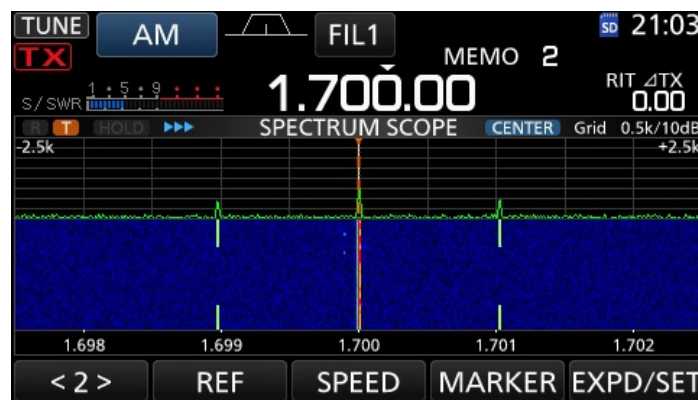 TUNE AM FIL1 SD 21:03
TX MEMO 2
1.700.00 RIT ⊿TX
S/SWR 1 5 9 0.00
R T HOLD SPECTRUM SCOPE CENTER Grid 0.5k/10dB
-2.5k +2.5k
1.698 1.699 1.700 1.701 1.702
< 2 > REF SPEED MARKER EXPD/SET